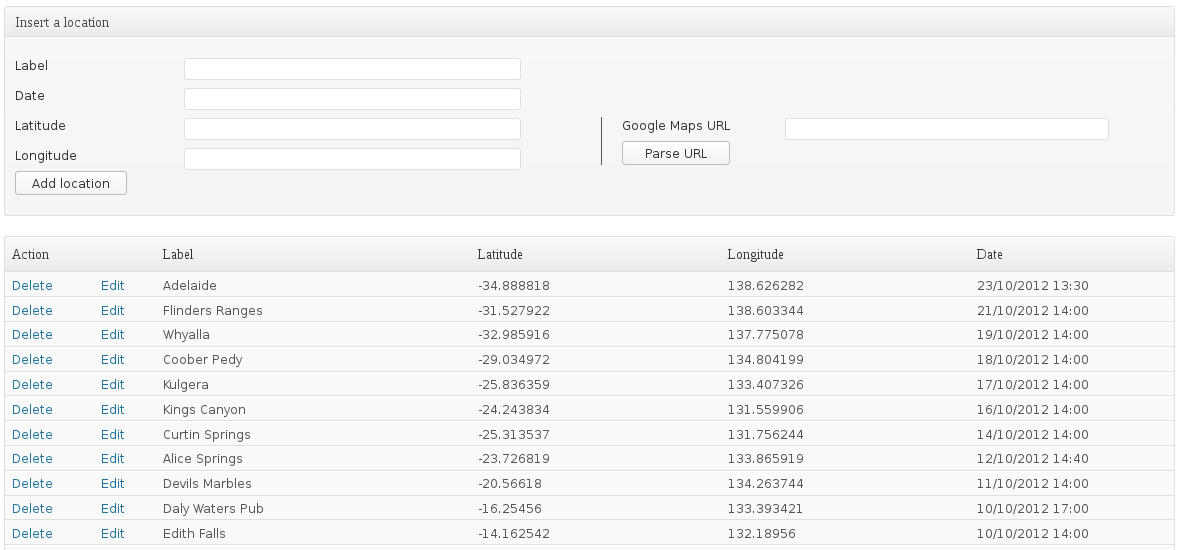 Insert a location
Label
Date
Latitude Google Maps URL
Longitude Parse URL
Add location
Action Label Latitude Longitude Date
Delete Edit Adelaide -34.888818 138.626282 23/10/2012 13:30
Delete Edit Flinders Ranges -31.527922 138.603344 21/10/2012 14:00
Delete Edit Whyalla -32.985916 137.775078 19/10/2012 14:00
Delete Edit Coober Pedy -29.034972 134.804199 18/10/2012 14:00
Delete Edit Kulgera -25.836359 133.407326 17/10/2012 14:00
Delete Edit Kings Canyon -24.243834 131.559906 16/10/2012 14:00
Delete Edit Curtin Springs -25.313537 131.756244 14/10/2012 14:00
Delete Edit Alice Springs -23.726819 133.865919 12/10/2012 14:40
Delete Edit Devils Marbles -20.56618 134.263744 11/10/2012 14:00
Delete Edit Daly Waters Pub -16.25456 133.393421 10/10/2012 17:00
Delete Edit Edith Falls -14.162542 132.18956 10/10/2012 14:00